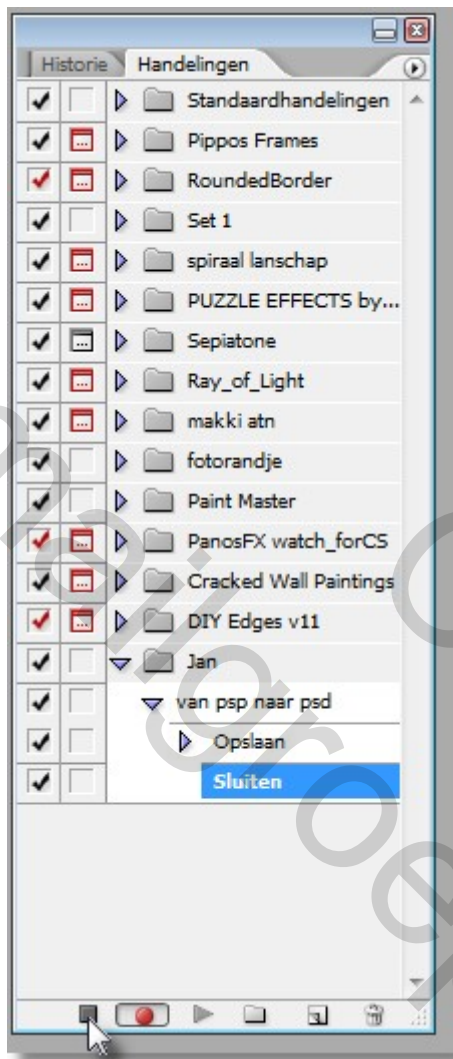 Historie Handelingen
Standaardhandelingen
Pippos Frames
RoundedBorder
Set 1
spiraal lanschap
PUZZLE EFFECTS by...
Sepiatone
Ray_of_Light
makki atn
fotorandje
Paint Master
PanosFX watch_forCS
Cracked Wall Paintings
DIY Edges v11
Jan
van psp naar psd
Opslaan
Sluiten